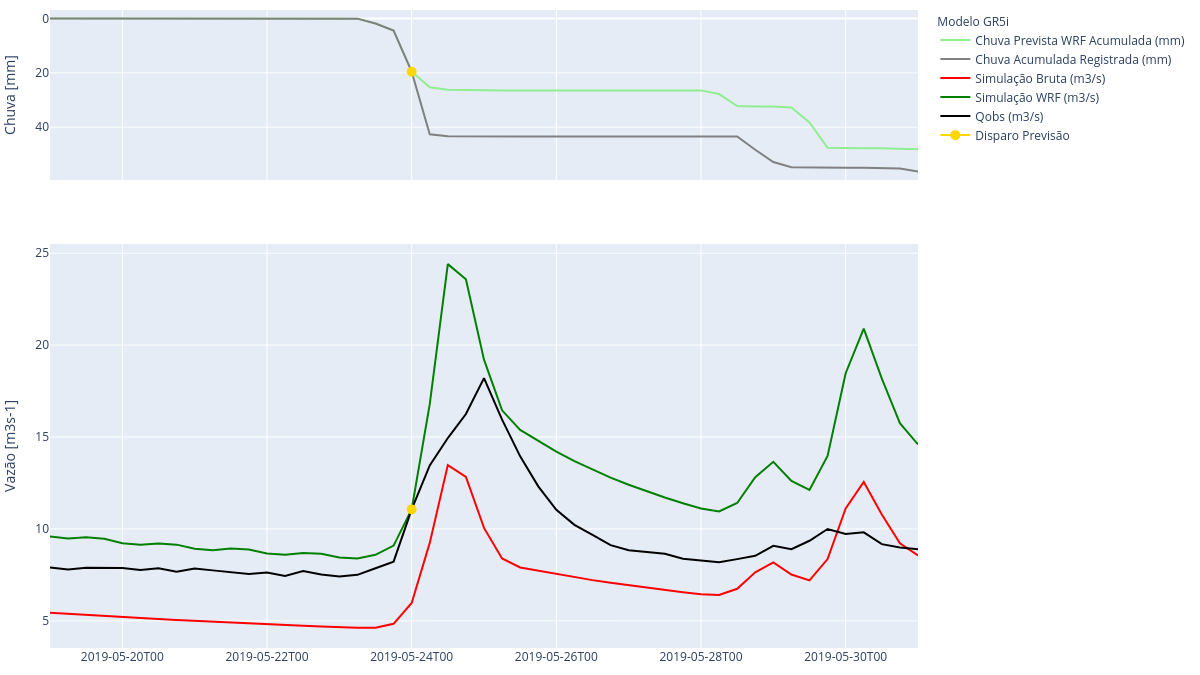 Modelo GR5i
Chuva Prevista WRF Acumulada (mm)
Chuva Acumulada Registrada (mm)
Simulação Bruta (m3/s)
Simulação WRF (m3/s)
Qobs (m3/s)
Disparo Previsão
Chuva [mm]
0
20
40
Vazão [m3s-1]
25
20
15
10
5
2019-05-20T00
2019-05-22T00
2019-05-24T00
2019-05-26T00
2019-05-28T00
2019-05-30T00